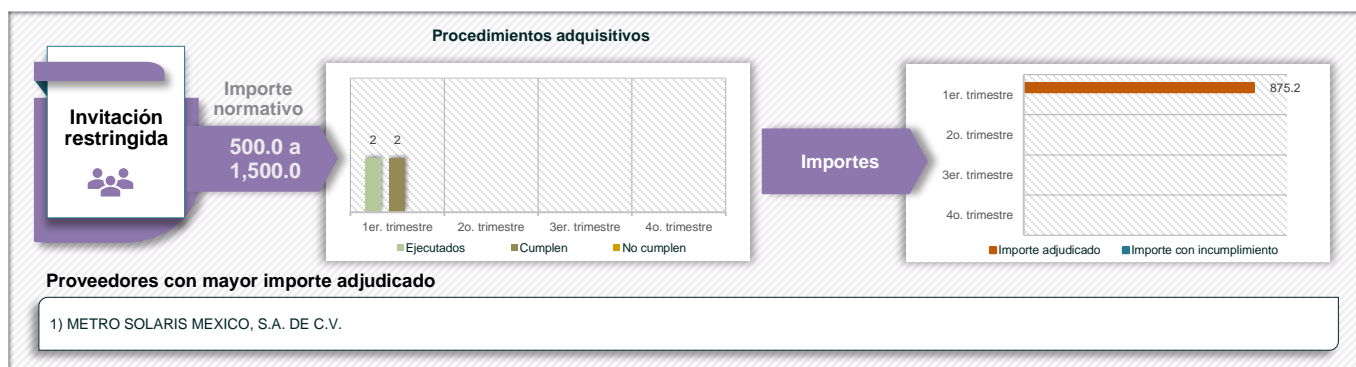 Procedimientos adquisitivos
Invitación
restringida
Importe
normativo
500.0 a
1,500.0
2 2
1er. trimestre 2o. trimestre 3er. trimestre 4o. trimestre
Ejecutados Cumplen No cumplen
Importes
1er. trimestre 875.2
2o. trimestre
3er. trimestre
4o. trimestre
Importe adjudicado Importe con incumplimiento
Proveedores con mayor importe adjudicado
1) METRO SOLARIS MEXICO, S.A. DE C.V.